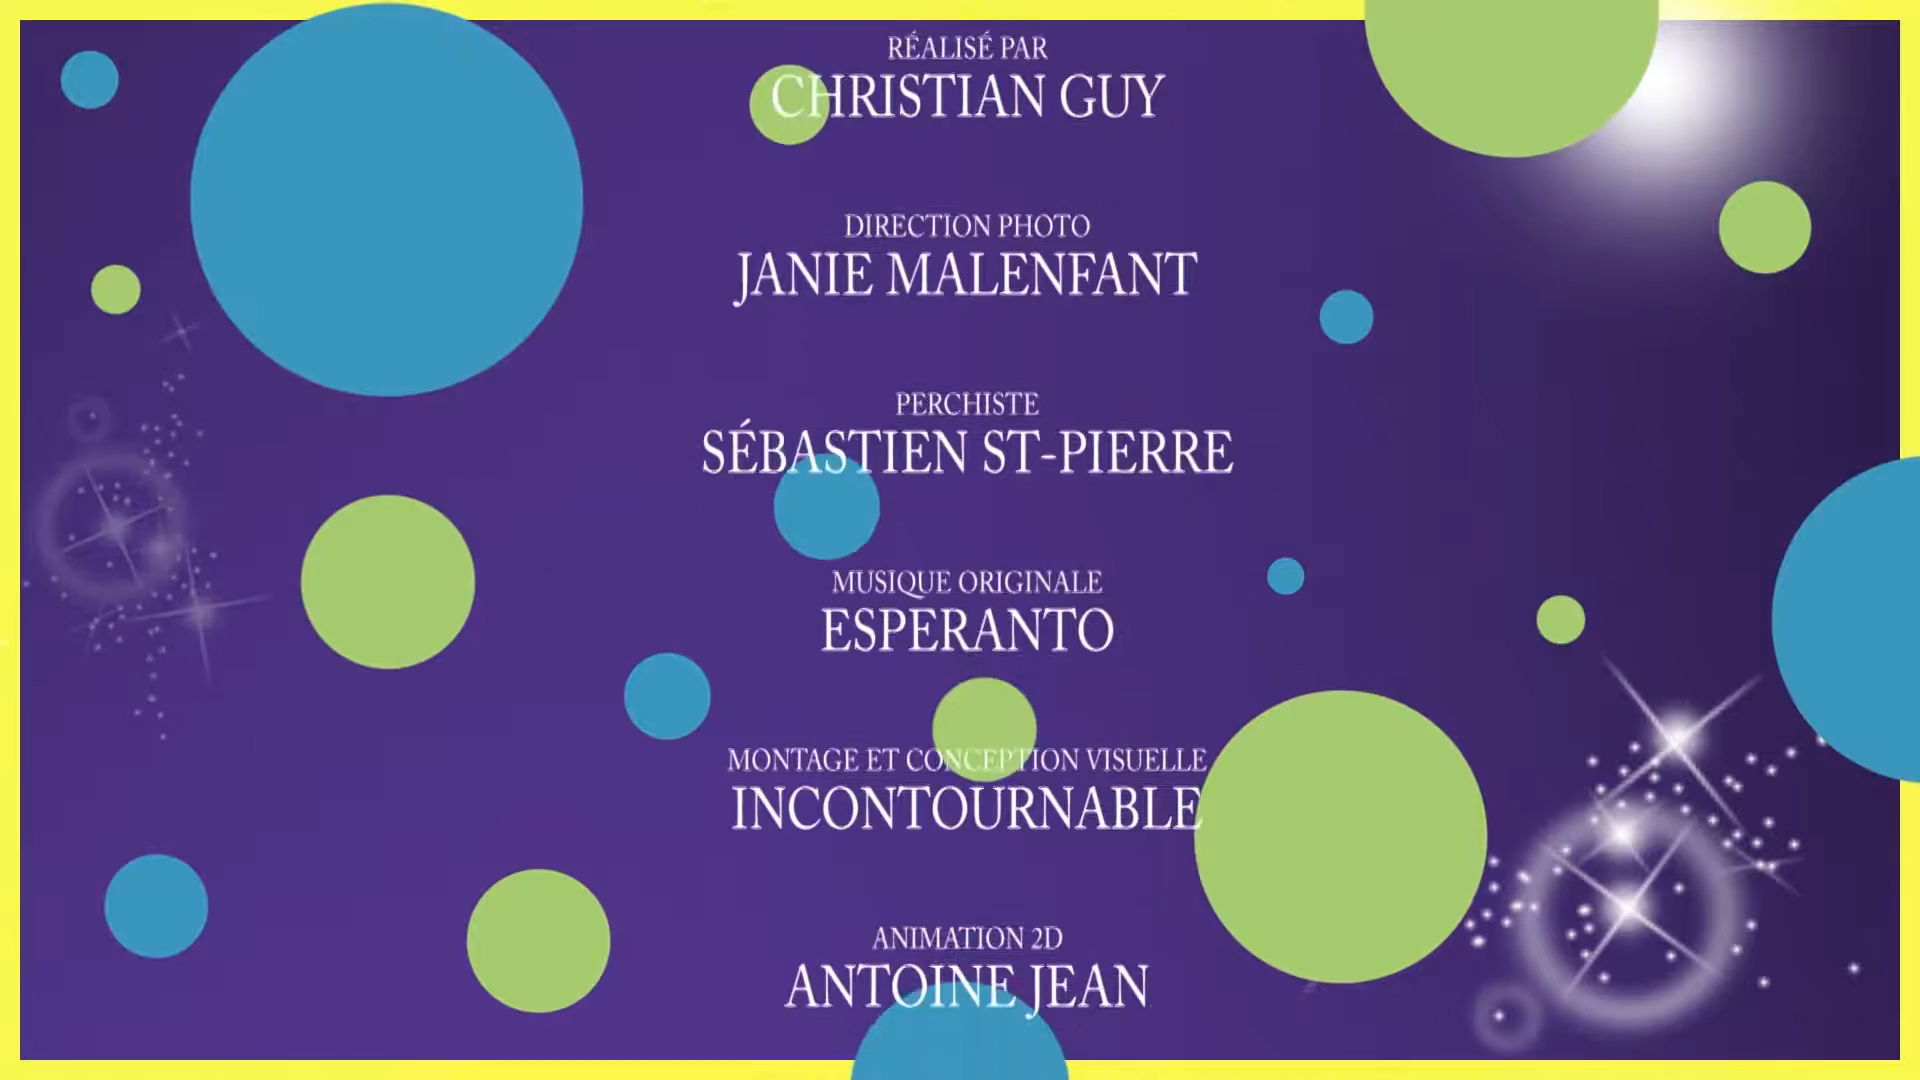 RÉALISÉ PAR
CHRISTIAN GUY
DIRECTION PHOTO
JANIE MALENFANT
PERCHISTE
SÉBASTIEN ST-PIERRE
MUSIQUE ORIGINALE
ESPERANTO
MONTAGE ET CONCEPTION VISUELLE
INCONTOURNABLE
ANIMATION 2D
ANTOINE JEAN